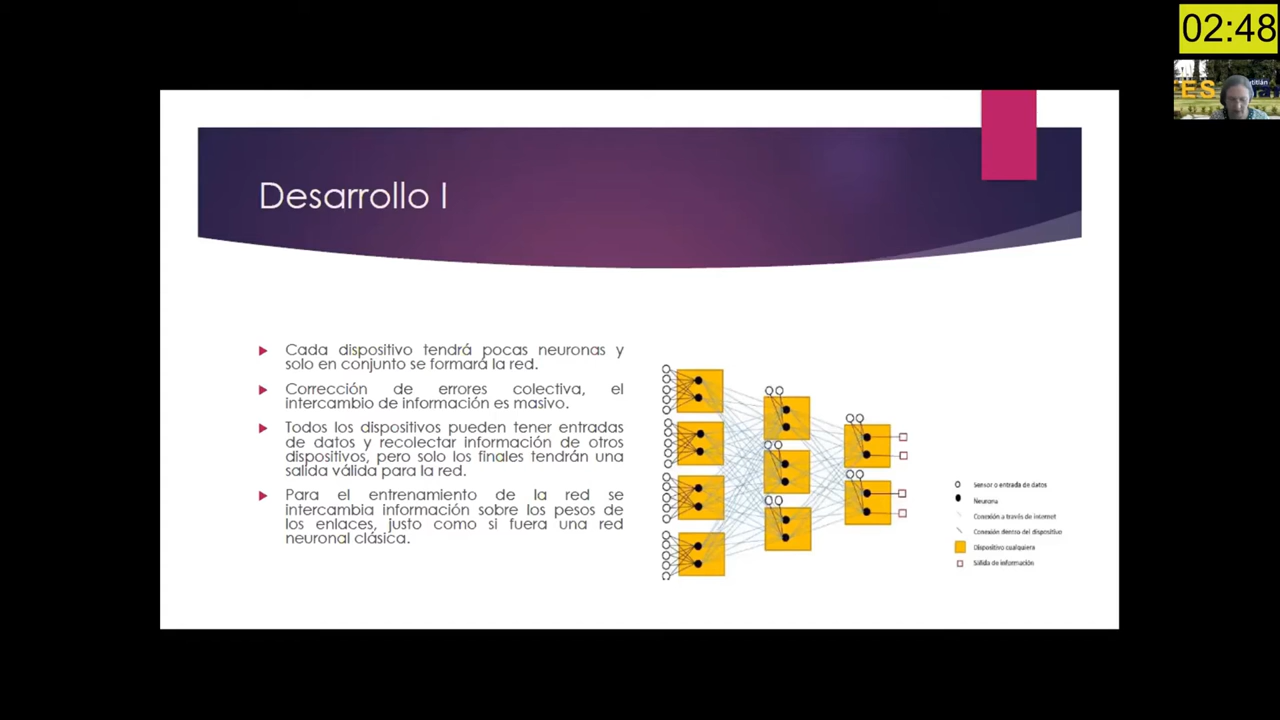 02:48
ES
titlán
Desarrollo I
Cada dispositivo tendrá pocas neuronas y
solo en conjunto se formará la red.
Corrección de errores colectiva, el
intercambio de información es masivo.
Todos los dispositivos pueden tener entradas
de datos y recolectar información de otros
dispositivos, pero solo los finales tendrán una
salida válida para la red.
Para el entrenamiento de la red se
intercambia información sobre los pesos de
los enlaces, justo como si fuera una red
neuronal clásica.
Sensor o entrada de datos
Neurona
Conexión a través de internet
Conexión dentro del dispositivo
Dispositivo cualquiera
Sálida de información